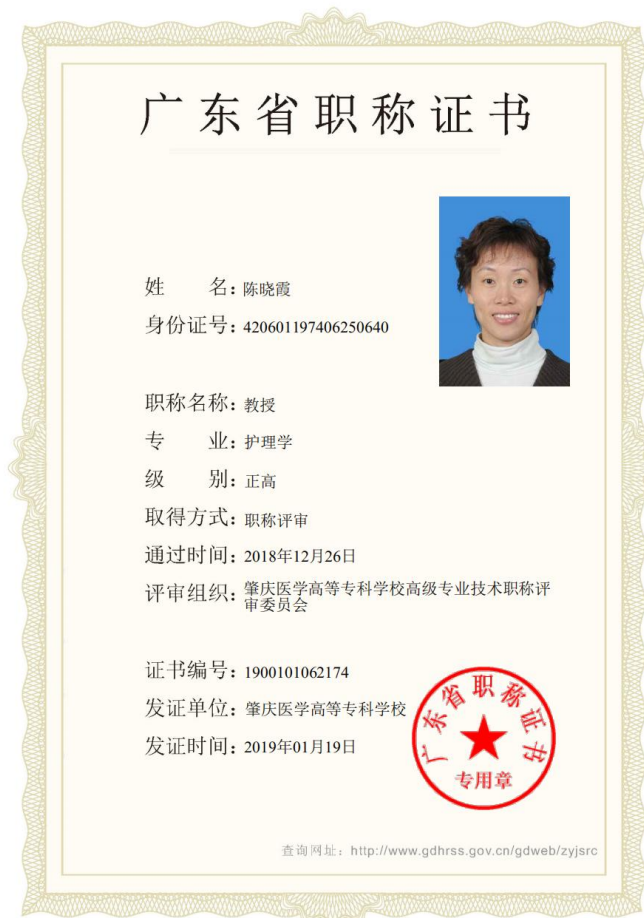 广东省职称证书
姓 名：陈晓霞
身份证号：420601197406250640
职称名称：教授
专 业：护理学
级 别：正高
取得方式：职称评审
通过时间：2018年12月26日
评审组织：肇庆医学高等专科学校高级专业技术职称评
审委员会
证书编号：1900101062174
发证单位：肇庆医学高等专科学校
发证时间：2019年01月19日
广东省职称证书
专用章
查询网址：http://www.gdhrss.gov.cn/gdweb/zyjsrc